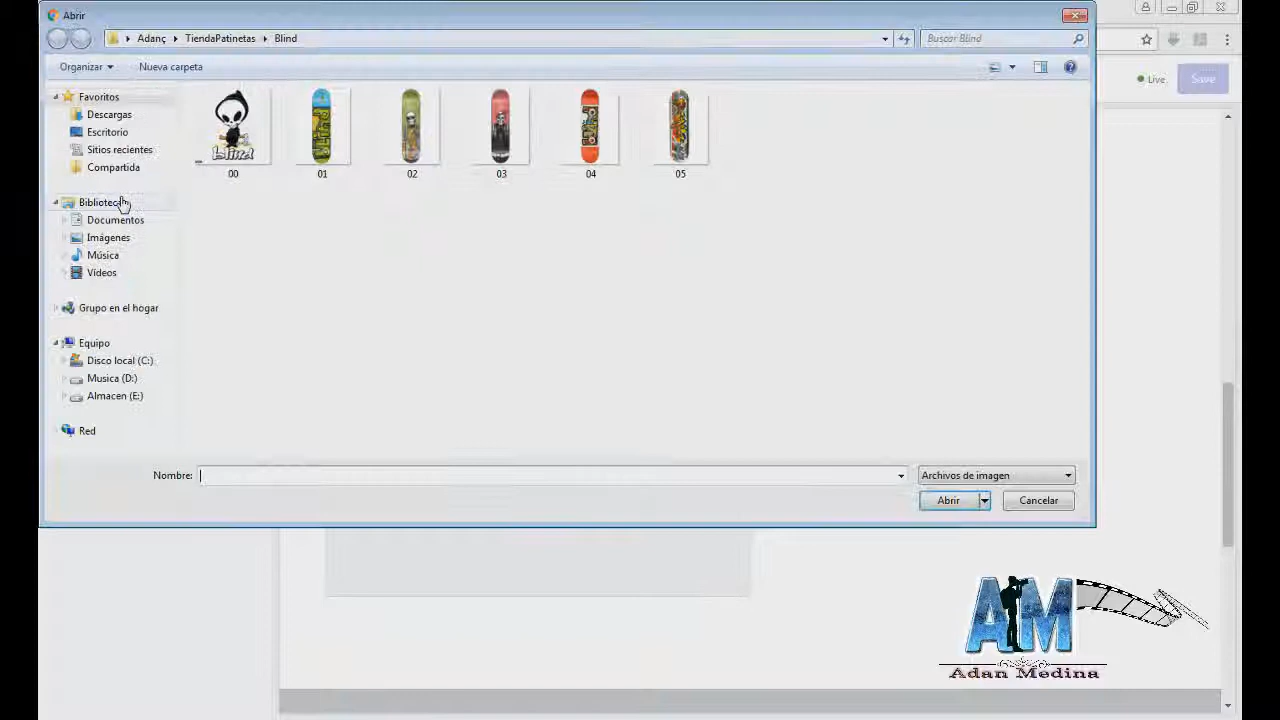 Abrir
Adanç
TiendaPatinetas
Blind
Buscar Blind
Organizar
Nueva carpeta
Live
Save
Favoritos
Descargas
Escritorio
Sitios recientes
Compartida
Bibliotec
Documentos
Imágenes
Música
Vídeos
Grupo en el hogar
Equipo
Disco local (C:)
Musica (D:)
Almacen (E:)
Red
blind
00
01
02
03
04
05
Nombre:
Archivos de imagen
Abrir
Cancelar
AM
Adan Medina